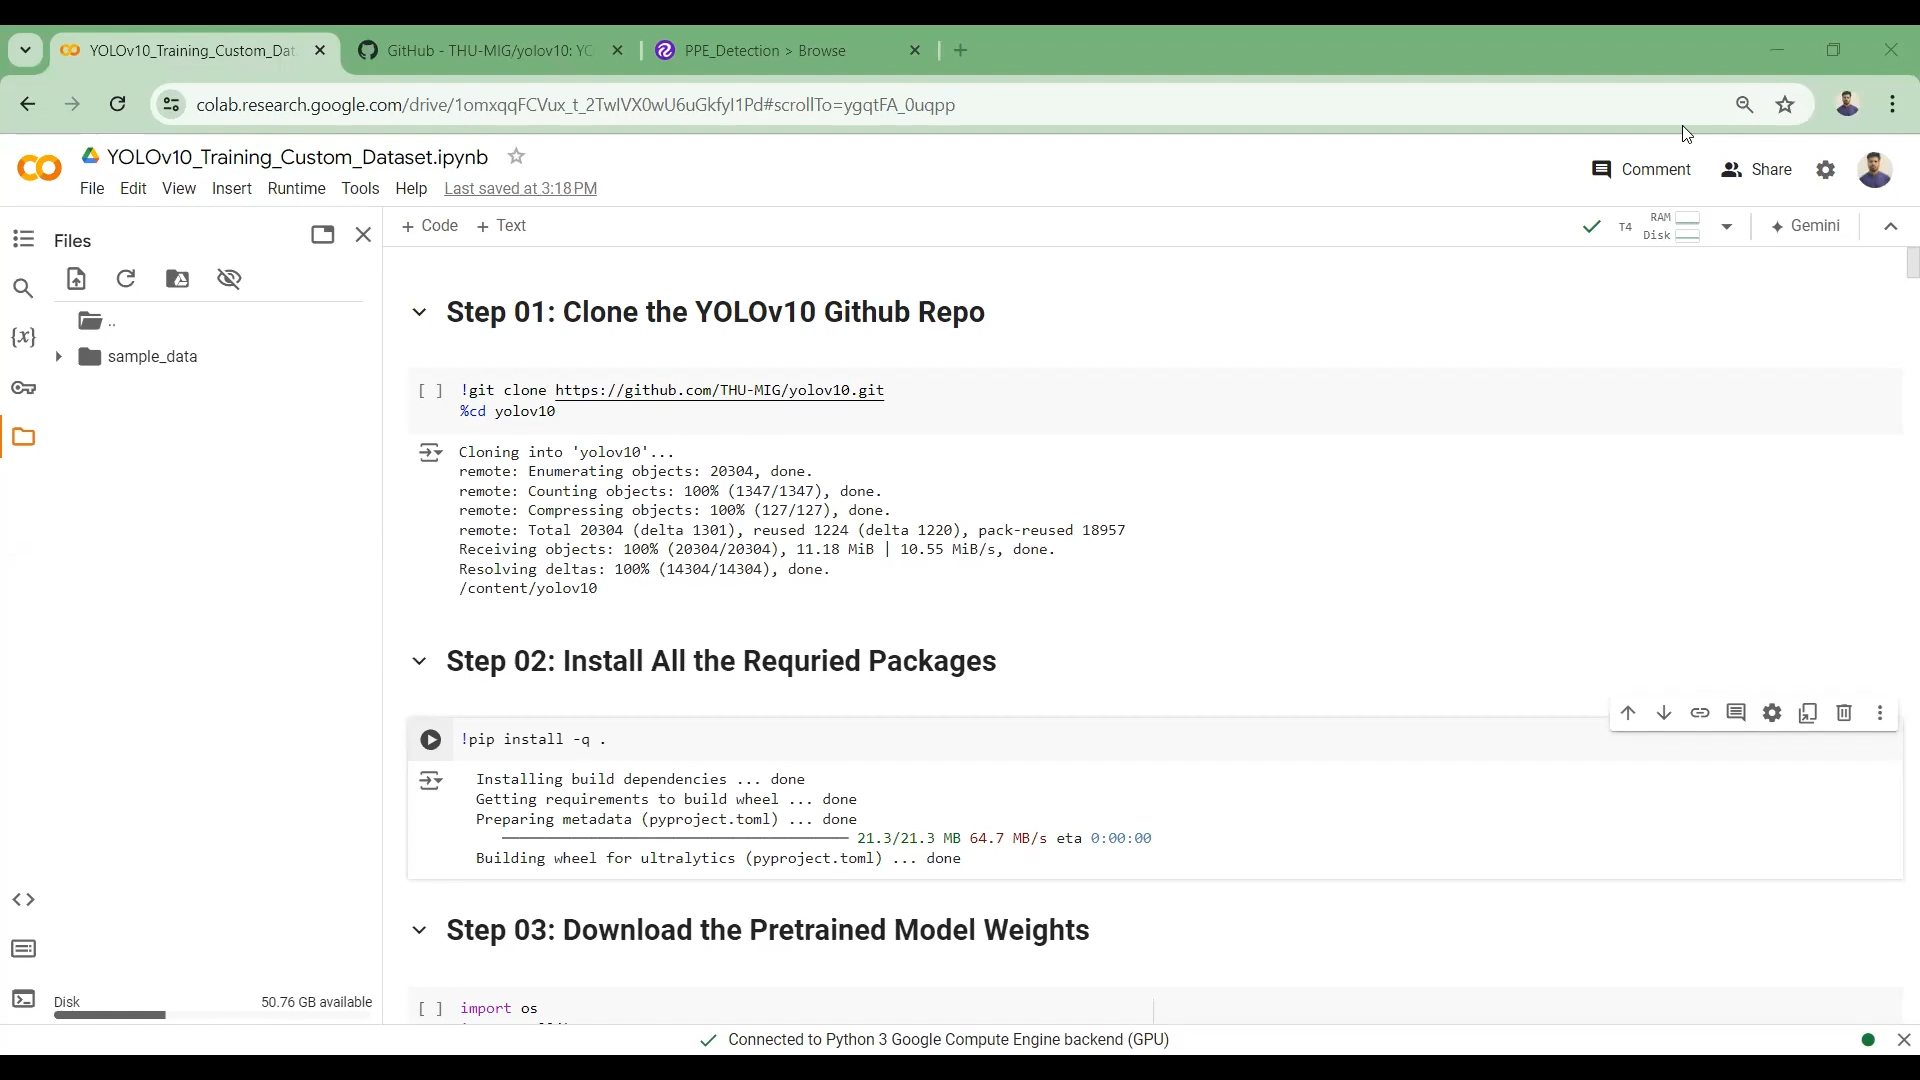 YOLOv10_Training_Custom_Dat
GitHub - THU-MIG/yolov10: YC
PPE_Detection > Browse
colab.research.google.com/drive/1omxqqFCVux_t_2TwIVX0wU6uGkfyI1Pd#scrollTo=ygqtFA_0uqpp
YOLOv10_Training_Custom_Dataset.ipynb
Comment
Share
File Edit View Insert Runtime Tools Help Last saved at 3:18 PM
Files
+ Code + Text
T4
RAM
Disk
Gemini
..
sample_data
{x}
Step 01: Clone the YOLOv10 Github Repo
[ ] !git clone https://github.com/THU-MIG/yolov10.git
%cd yolov10
Cloning into 'yolov10'...
remote: Enumerating objects: 20304, done.
remote: Counting objects: 100% (1347/1347), done.
remote: Compressing objects: 100% (127/127), done.
remote: Total 20304 (delta 1301), reused 1224 (delta 1220), pack-reused 18957
Receiving objects: 100% (20304/20304), 11.18 MiB | 10.55 MiB/s, done.
Resolving deltas: 100% (14304/14304), done.
/content/yolov10
Step 02: Install All the Requried Packages
!pip install -q .
Installing build dependencies ... done
Getting requirements to build wheel ... done
Preparing metadata (pyproject.toml) ... done
21.3/21.3 MB 64.7 MB/s eta 0:00:00
Building wheel for ultralytics (pyproject.toml) ... done
Step 03: Download the Pretrained Model Weights
[ ] import os
Disk
50.76 GB available
Connected to Python 3 Google Compute Engine backend (GPU)